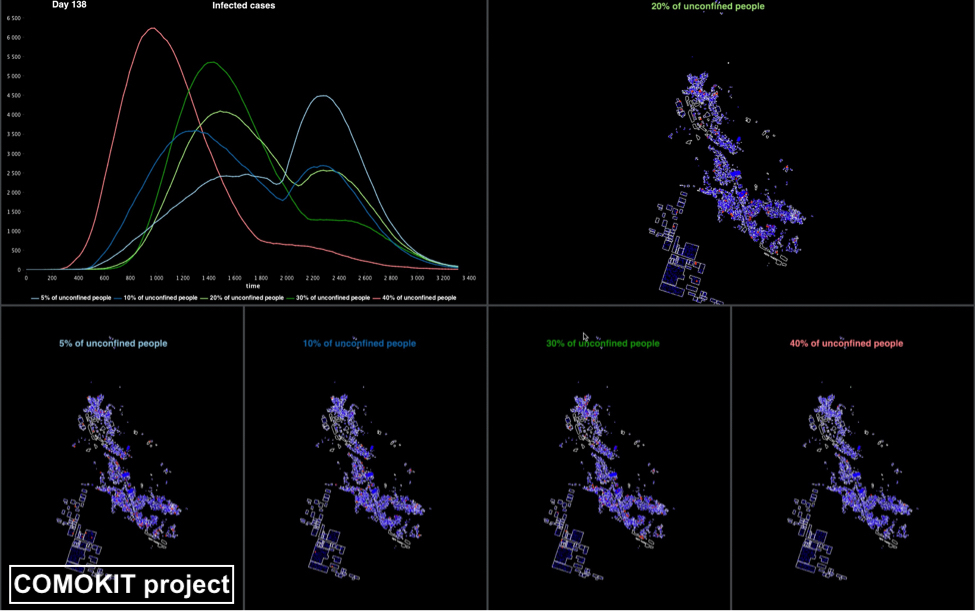 Day 138
Infected cases
6 500
6 000
5 500
5 000
4 500
4 000
3 500
3 000
2 500
2 000
1 500
1 000
500
0
0 200 400 600 800 1 000 1 200 1 400 1 600 1 800 2 000 2 200 2 400 2 600 2 800 3 000 3 200 3 400
time
5% of unconfined people 10% of unconfined people 20% of unconfined people 30% of unconfined people 40% of unconfined people
20% of unconfined people
5% of unconfined people
10% of unconfined people
30% of unconfined people
40% of unconfined people
COMOKIT project